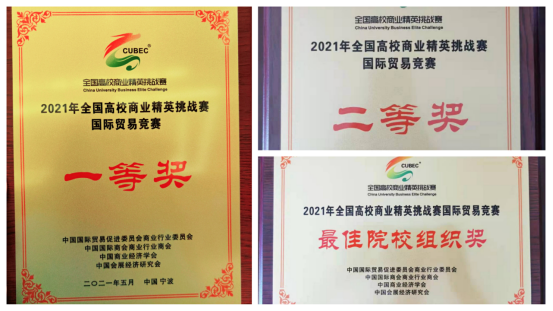 CUBEC
全国高校商业精英挑战赛
China University Business Elite Challenge
2021年全国高校商业精英挑战赛
国际贸易竞赛
一等奖
中国国际贸易促进委员会商业行业委员会
中国国际商会商业行业商会
中国商业经济学会
中国会展经济研究会
二〇二一年五月 中国 宁波
全国高校商业精英挑战赛
China University Business Elite Challenge
2021年全国高校商业精英挑战赛
国际贸易竞赛
二等奖
CUBEC
全国高校商业精英挑战赛
China University Business Elite Challenge
2021年全国高校商业精英挑战赛国际贸易竞赛
最佳院校组织奖
中国国际贸易促进委员会商业行业委员会
中国国际商会商业行业商会
中国商业经济学会
中国会展经济研究会